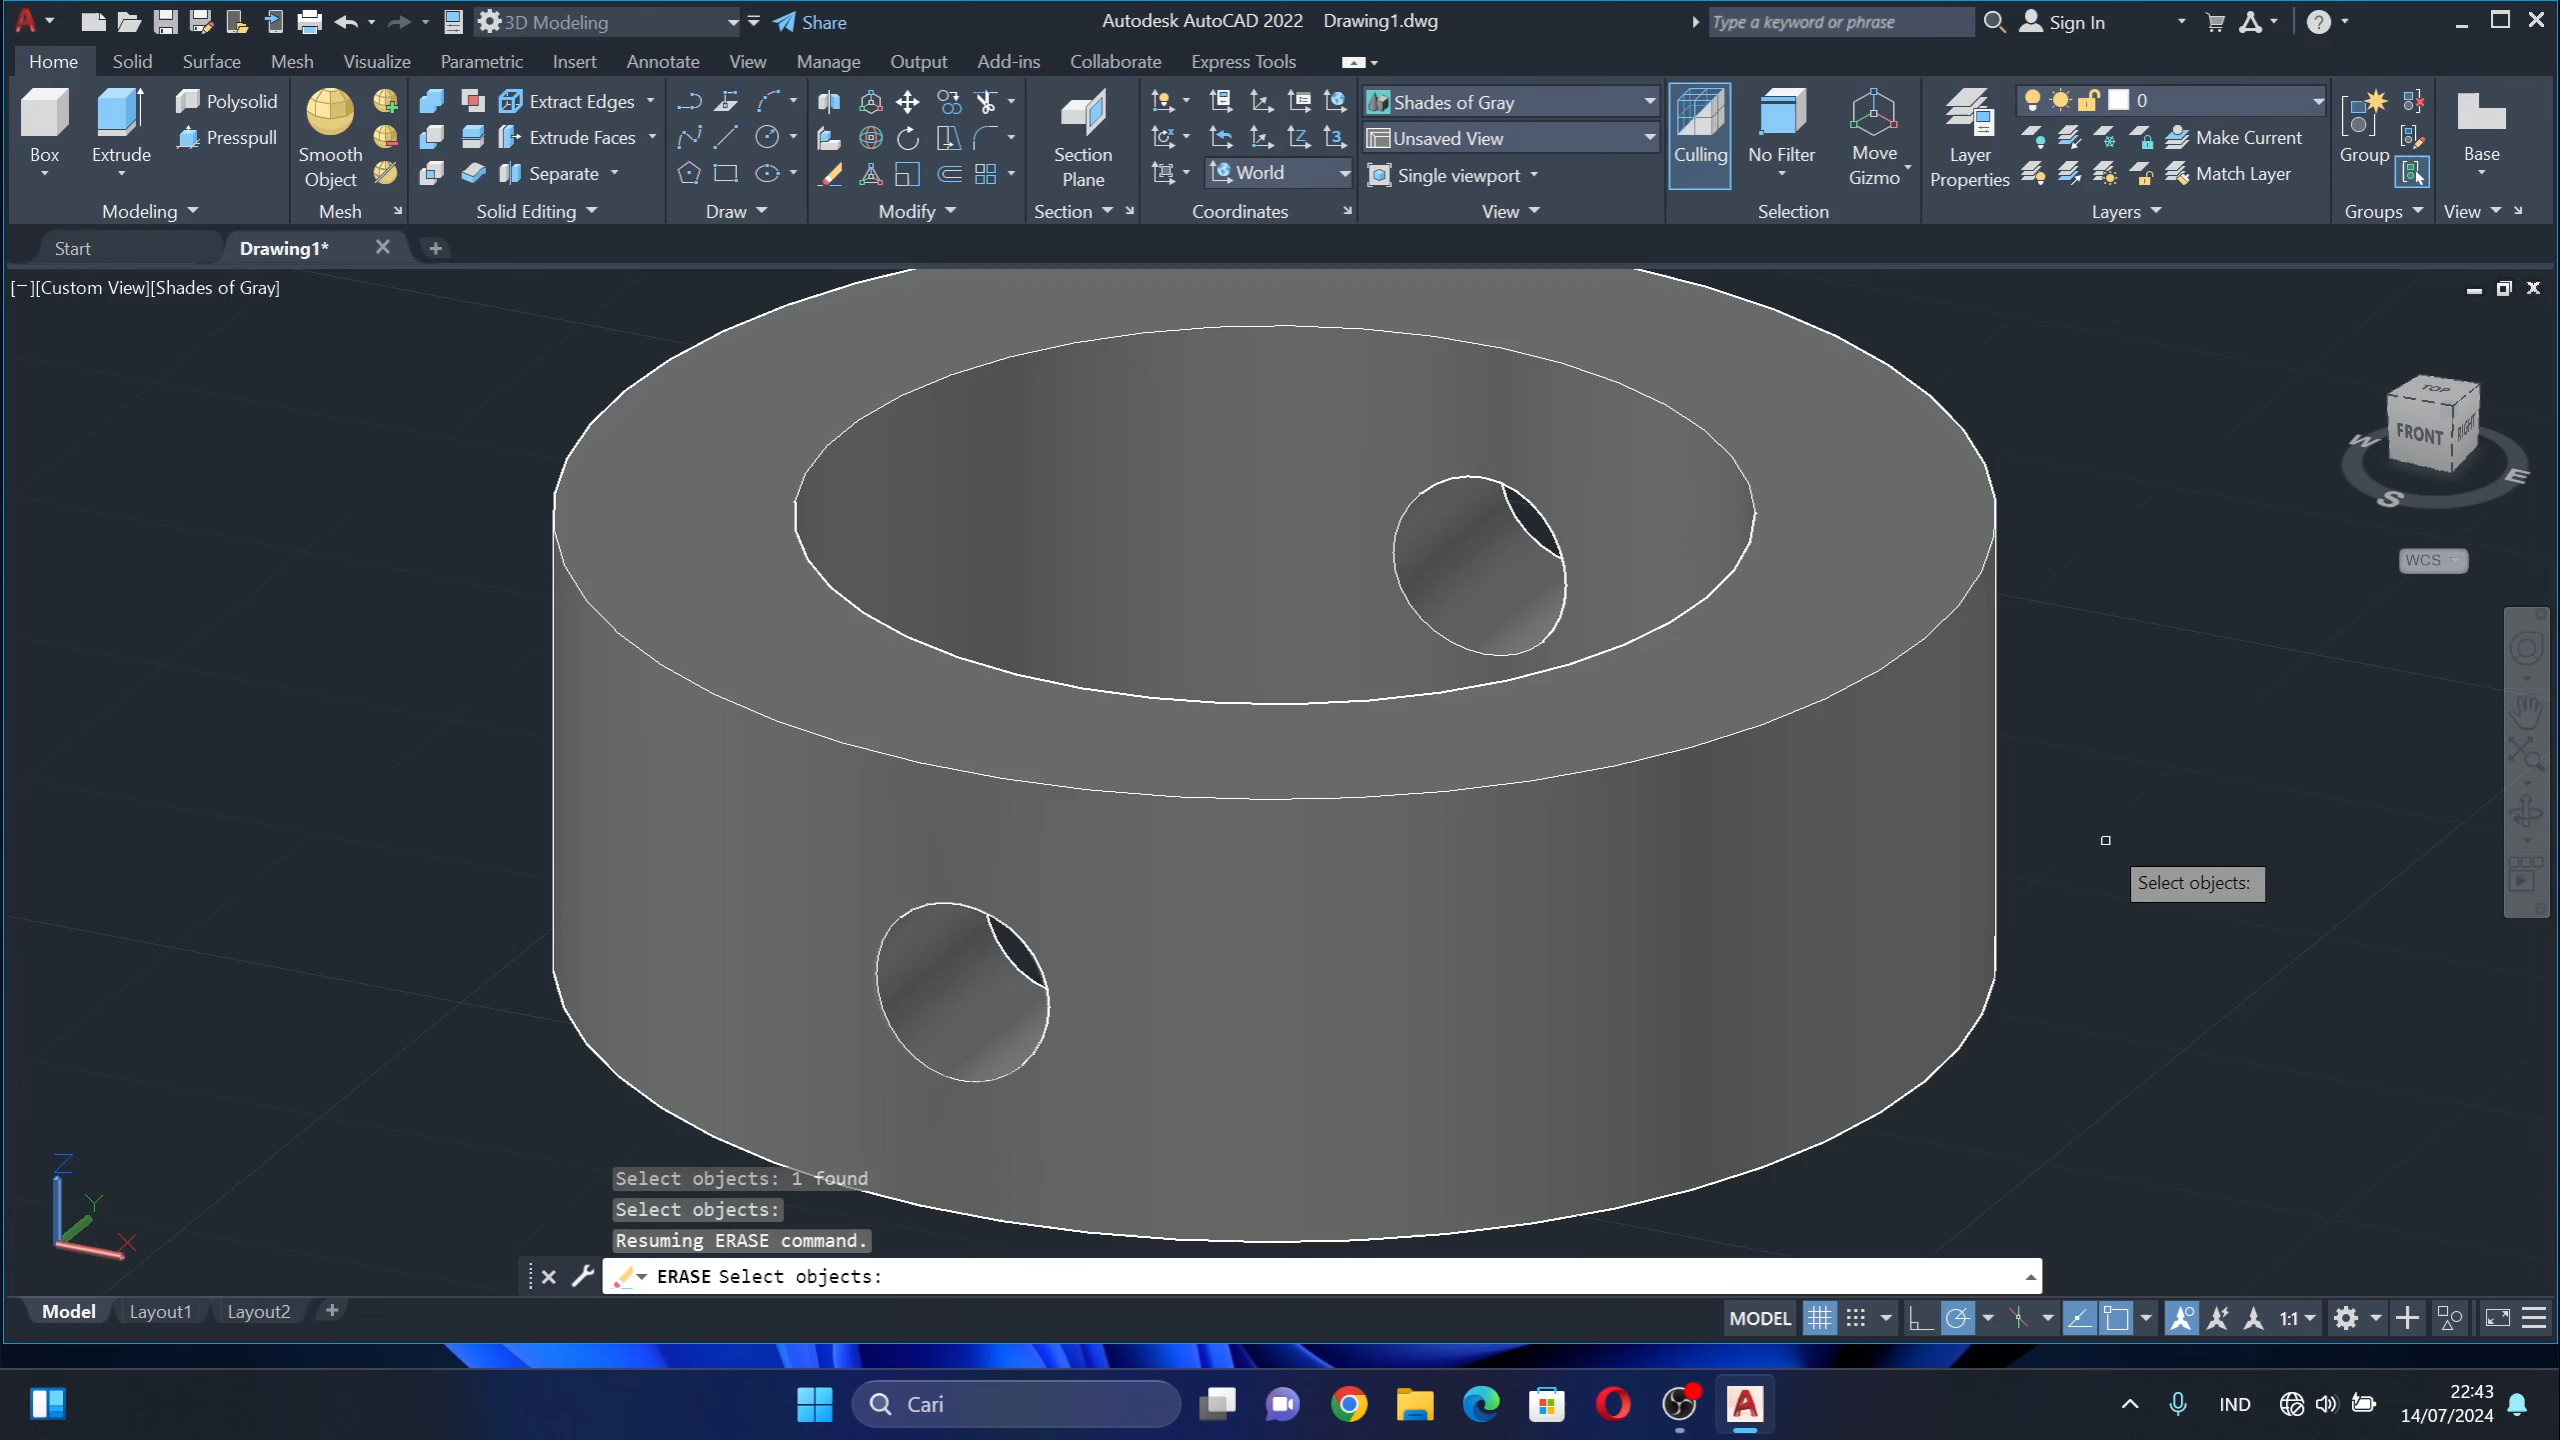 3D Modeling Share Autodesk AutoCAD 2022 Drawing1.dwg Type a keyword or phrase Sign In
Home Solid Surface Mesh Visualize Parametric Insert Annotate View Manage Output Add-ins Collaborate Express Tools
Box Extrude Polysolid Presspull
Smooth Object
Extract Edges
Extrude Faces
Separate
Section Plane
World
Shades of Gray
Unsaved View
Single viewport
Culling No Filter Move Gizmo
Layer Properties
0
Make Current
Match Layer
Group Base
Modeling Mesh Solid Editing Draw Modify Section Coordinates View Selection Layers Groups View
Start Drawing1*
[−][Custom View][Shades of Gray]
TOP
FRONT RIGHT
W S E
WCS
Select objects:
Z
Y
X
Select objects: 1 found
Select objects:
Resuming ERASE command.
ERASE Select objects:
Model Layout1 Layout2
MODEL 1:1
Cari
IND
22:43
14/07/2024